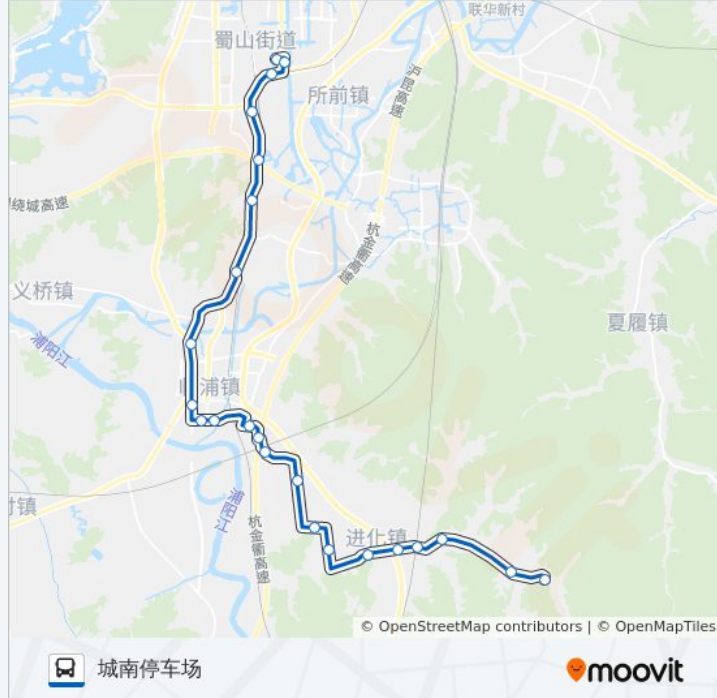 联华新村
蜀山街道
所前镇
沪昆高速
绕城高速
杭金衢高速
义桥镇
夏履镇
浦阳江
浦镇
村镇
浦阳江
杭金衢高速
进化镇
© OpenStreetMap contributors | © OpenMapTiles
城南停车场
moovit